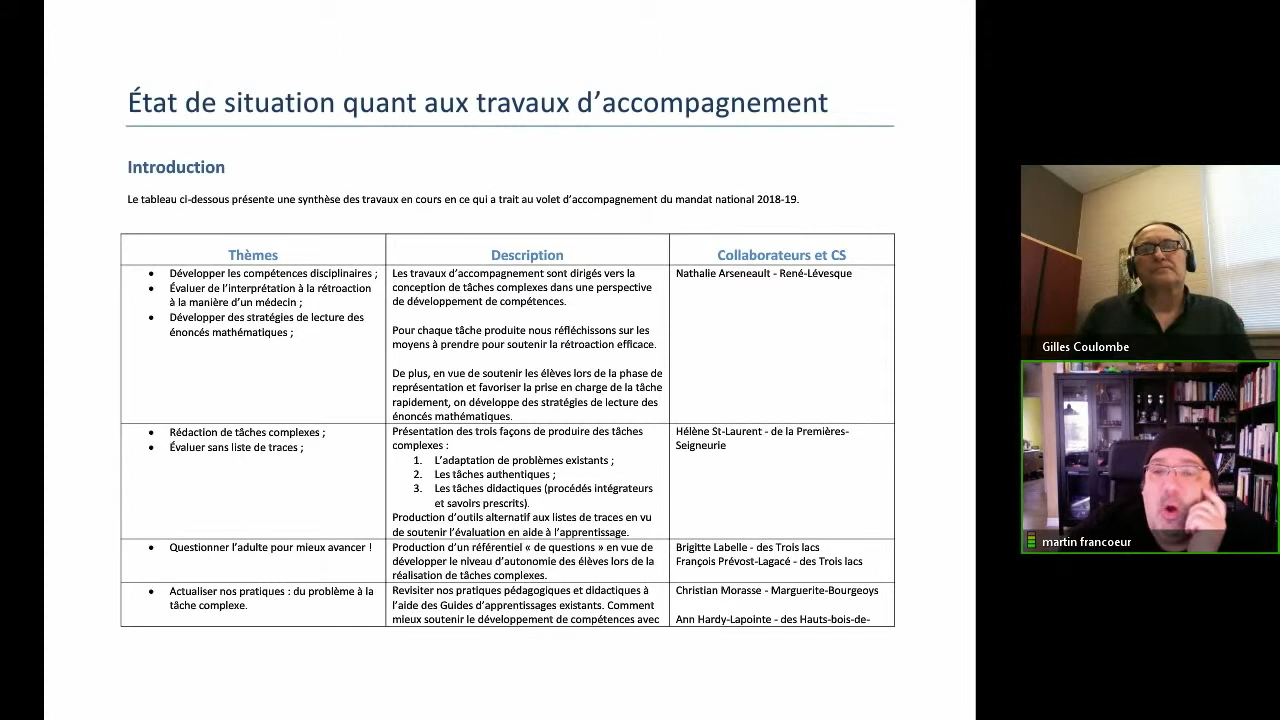 État de situation quant aux travaux d’accompagnement
Introduction
Le tableau ci-dessous présente une synthèse des travaux en cours en ce qui a trait au volet d’accompagnement du mandat national 2018-19.
Thèmes
Description
Collaborateurs et CS
• Développer les compétences disciplinaires ;
• Évaluer de l’interprétation à la rétroaction
à la manière d’un médecin ;
• Développer des stratégies de lecture des
énoncés mathématiques ;
Les travaux d’accompagnement sont dirigés vers la
conception de tâches complexes dans une perspective
de développement de compétences.
Pour chaque tâche produite nous réfléchissons sur les
moyens à prendre pour soutenir la rétroaction efficace.
De plus, en vue de soutenir les élèves lors de la phase de
représentation et favoriser la prise en charge de la tâche
rapidement, on développe des stratégies de lecture des
énoncés mathématiques.
Nathalie Arseneault - René-Lévesque
• Rédaction de tâches complexes ;
• Évaluer sans liste de traces ;
Présentation des trois façons de produire des tâches
complexes :
1. L’adaptation de problèmes existants ;
2. Les tâches authentiques ;
3. Les tâches didactiques (procédés intégrateurs
et savoirs prescrits).
Production d’outils alternatif aux listes de traces en vu
de soutenir l’évaluation en aide à l’apprentissage.
Hélène St-Laurent - de la Premières-
Seigneurie
• Questionner l’adulte pour mieux avancer !
Production d’un référentiel « de questions » en vue de
développer le niveau d’autonomie des élèves lors de la
réalisation de tâches complexes.
Brigitte Labelle - des Trois lacs
François Prévost-Lagacé - des Trois lacs
• Actualiser nos pratiques : du problème à la
tâche complexe.
Revisiter nos pratiques pédagogiques et didactiques à
l’aide des Guides d’apprentissages existants. Comment
mieux soutenir le développement de compétences avec
Christian Morasse - Marguerite-Bourgeoys
Ann Hardy-Lapointe - des Hauts-bois-de-
Gilles Coulombe
martin francoeur